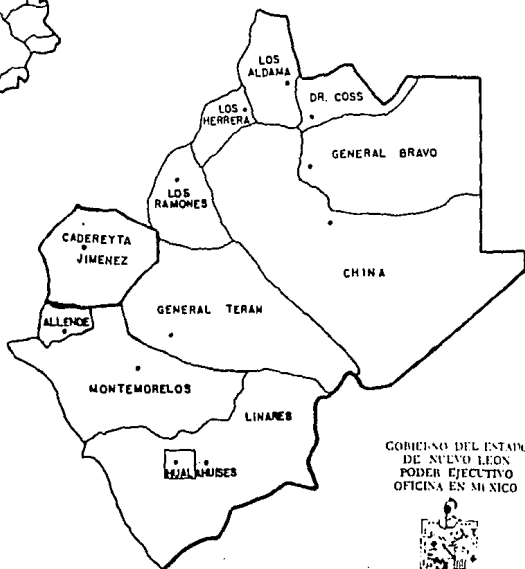 LOS
ALDAMA
DR. COSS
LOS
HERRERA
GENERAL BRAVO
LOS
RAMONES
CADEREYTA
JIMENEZ
CHINA
ALLENDE
GENERAL TERAN
MONTEMORELOS
LINARES
HUALAHUISES
GOBIERNO DEL ESTADO
DE NUEVO LEON
PODER EJECUTIVO
OFICINA EN MEXICO